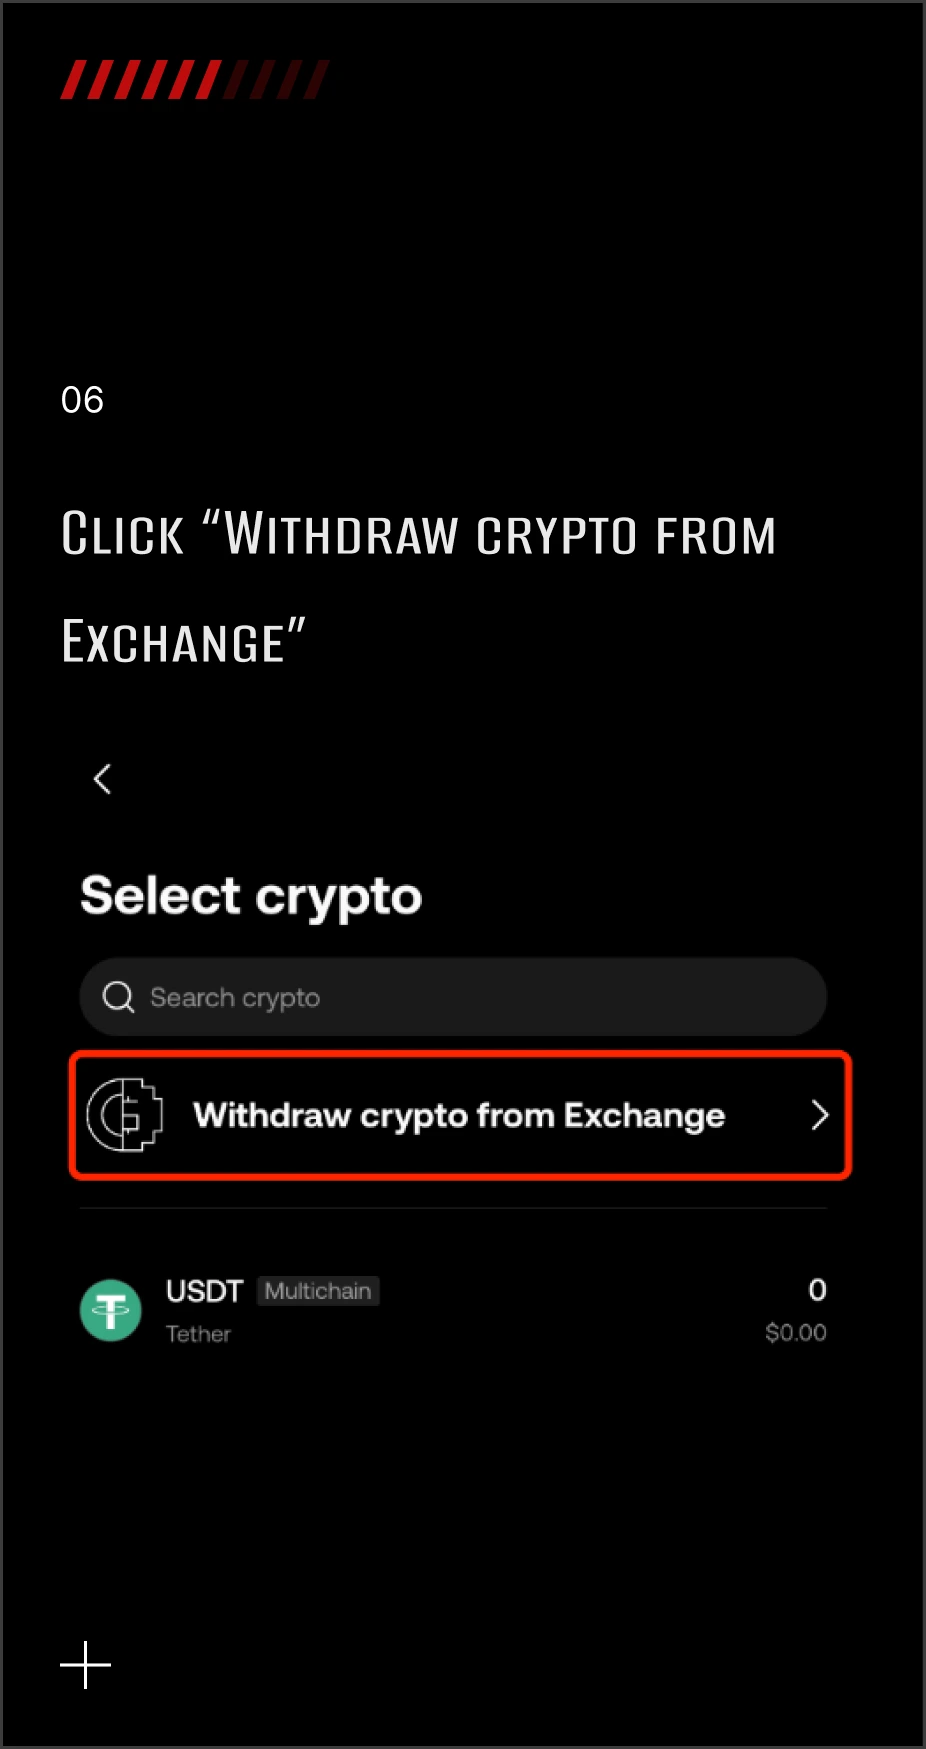 06
Click “Withdraw crypto from
Exchange”
Select crypto
Search crypto
Withdraw crypto from Exchange
USDT Multichain 0
Tether $0.00